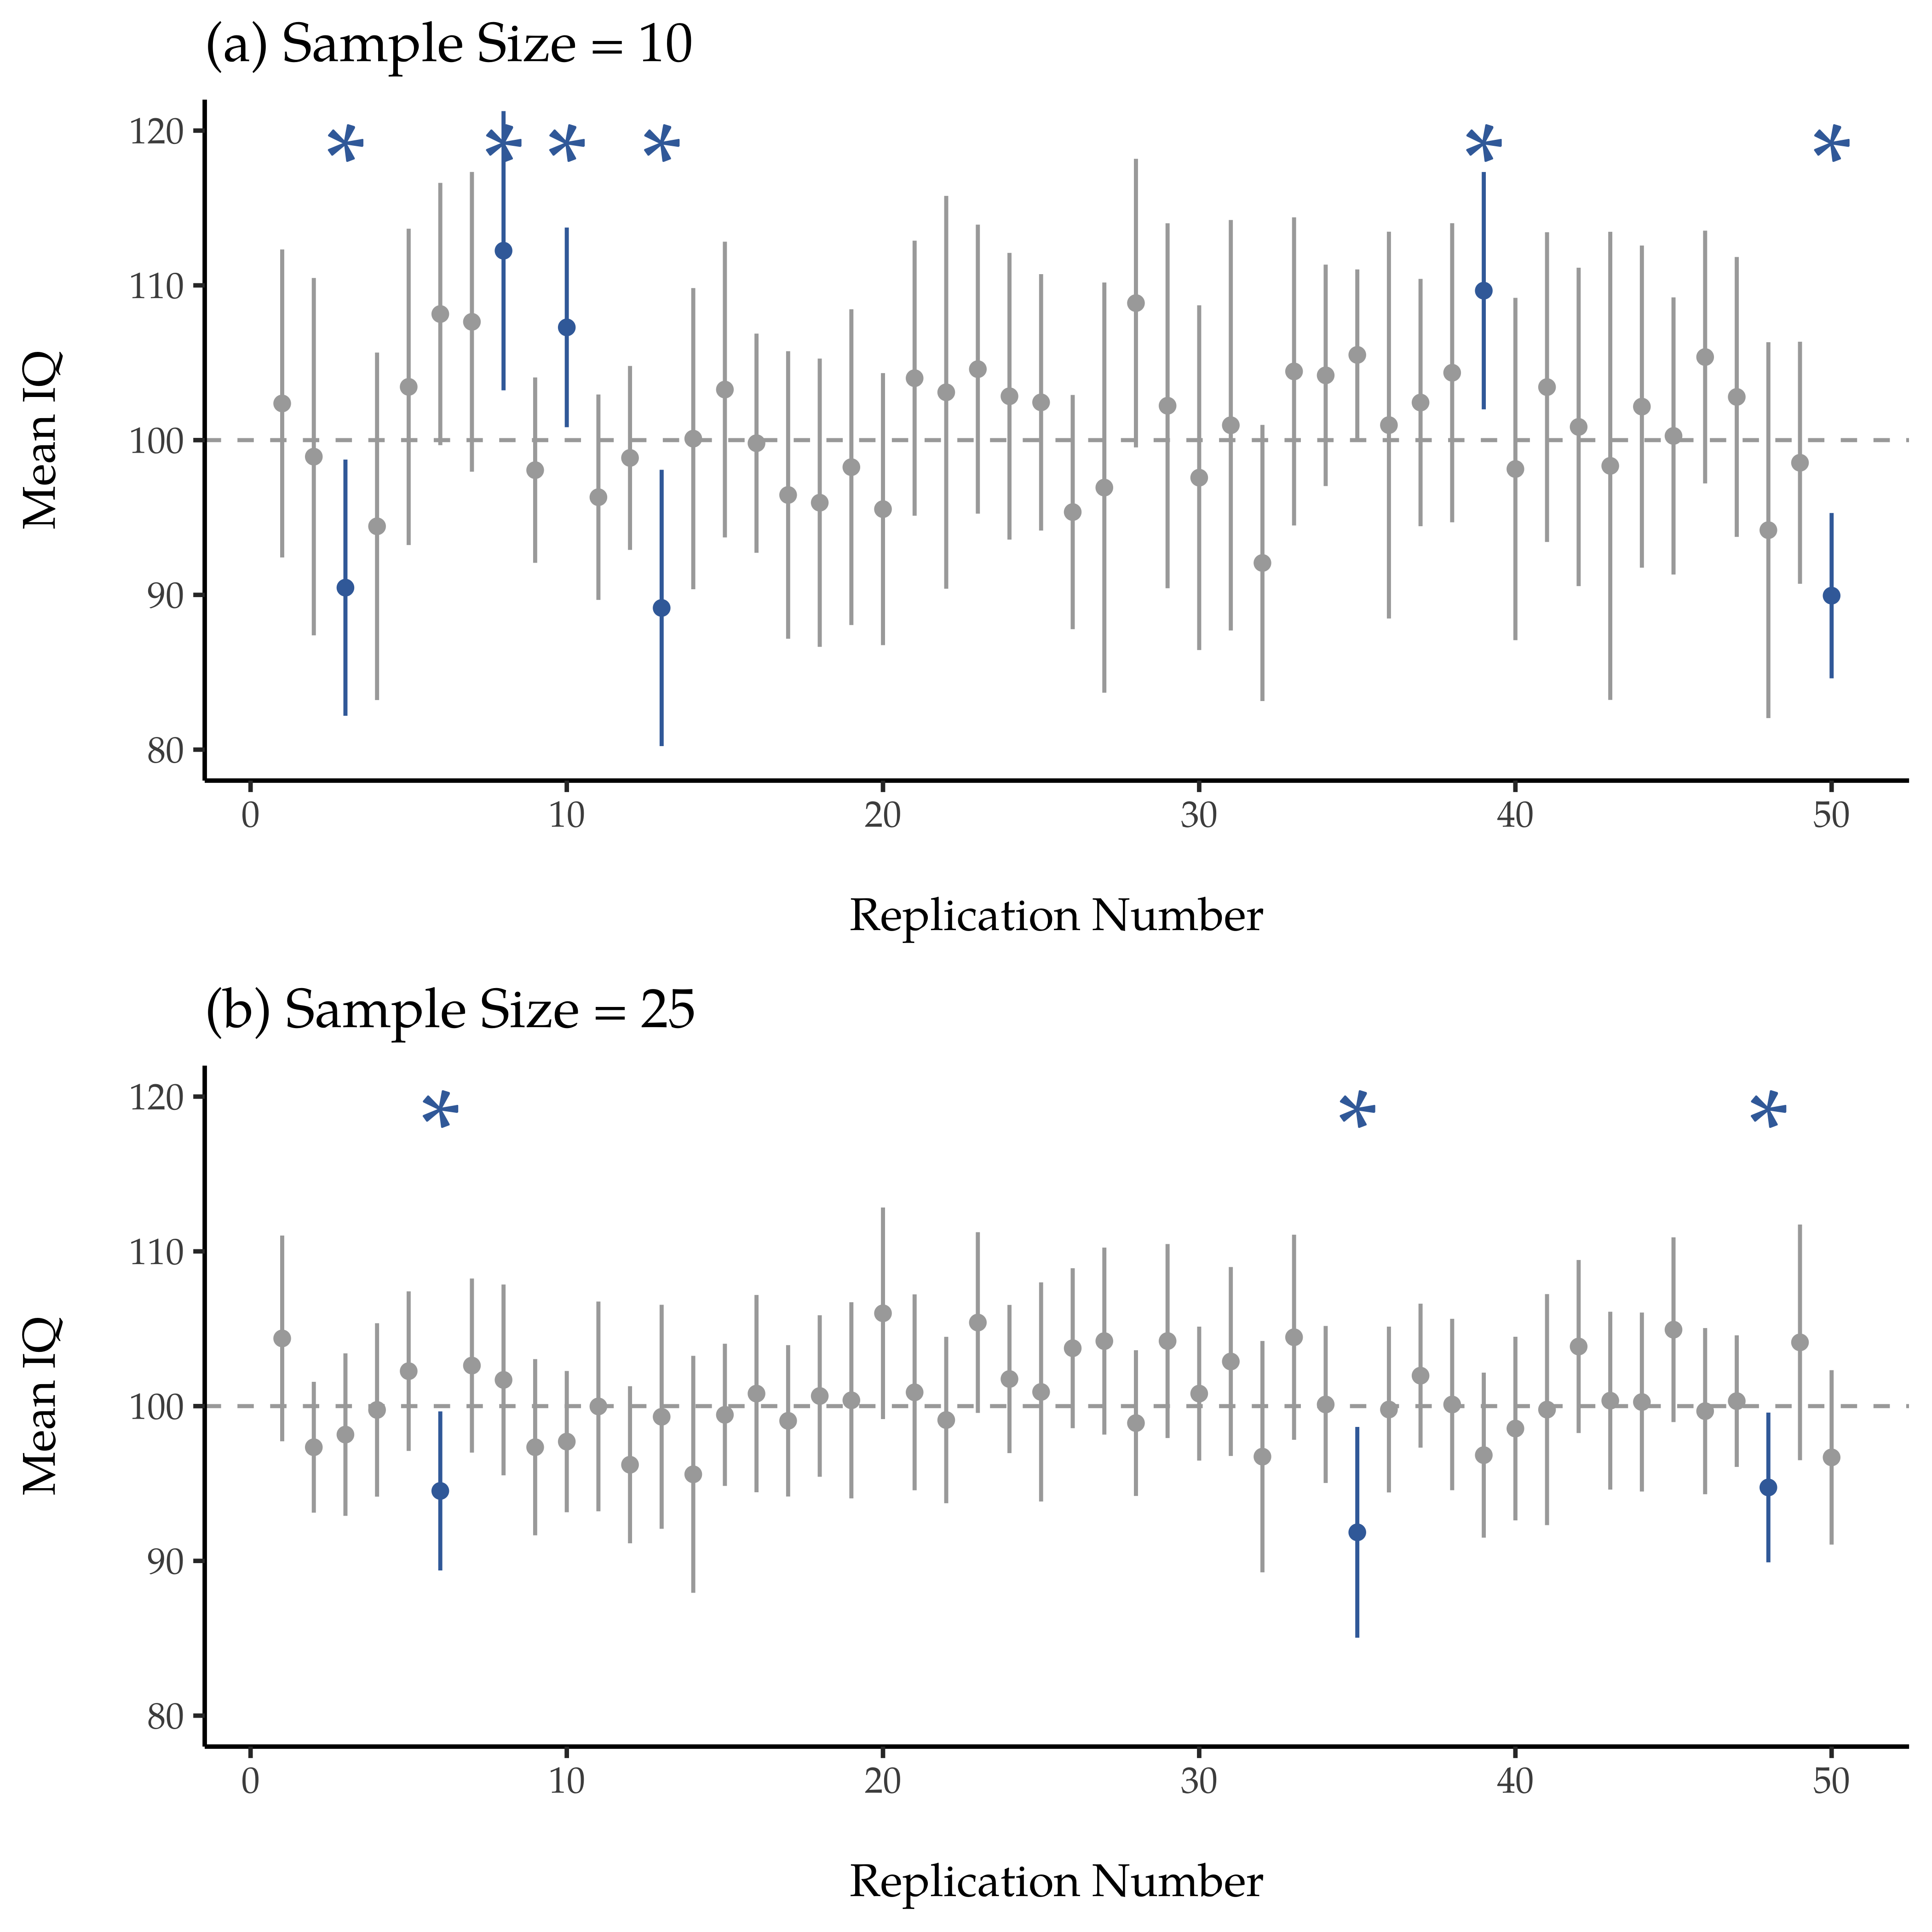 (a) Sample Size = 10
120
* * * * * *
110
100
90
80
Mean IQ
0 10 20 30 40 50
Replication Number
(b) Sample Size = 25
120
* * *
110
100
90
80
Mean IQ
0 10 20 30 40 50
Replication Number